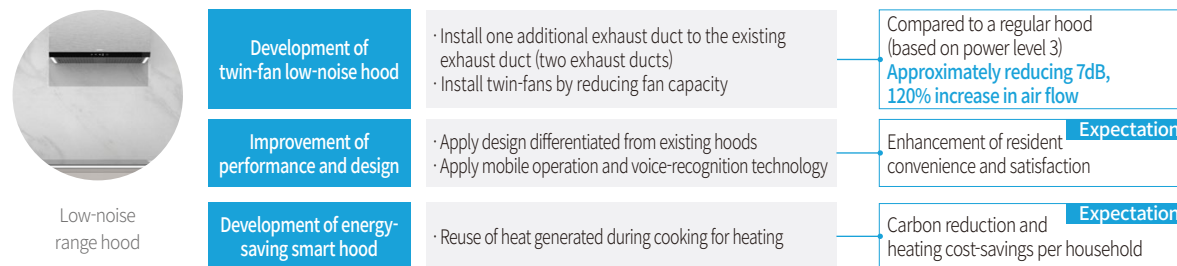 Low-noise
range hood
Development of
twin-fan low-noise hood
· Install one additional exhaust duct to the existing
exhaust duct (two exhaust ducts)
· Install twin-fans by reducing fan capacity
Compared to a regular hood
(based on power level 3)
Approximately reducing 7dB,
120% increase in air flow
Improvement of
performance and design
· Apply design differentiated from existing hoods
· Apply mobile operation and voice-recognition technology
Expectation
Enhancement of resident
convenience and satisfaction
Development of energy-
saving smart hood
· Reuse of heat generated during cooking for heating
Expectation
Carbon reduction and
heating cost-savings per household